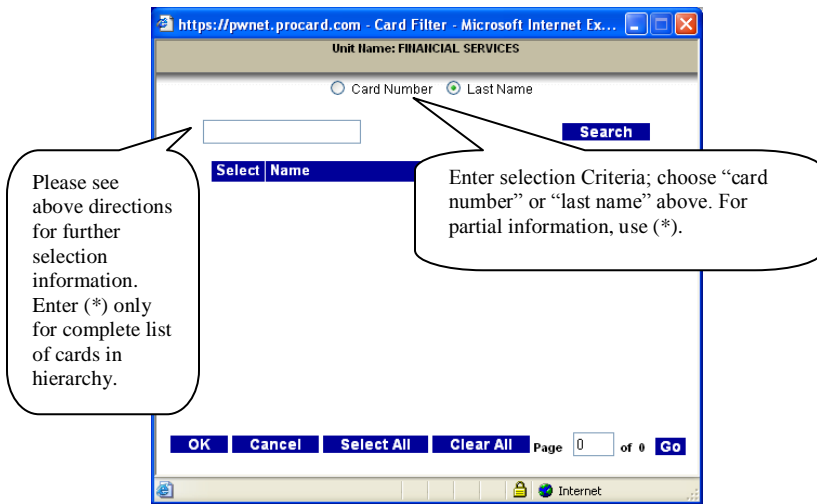 https://pwnet.procard.com - Card Filter - Microsoft Internet Ex...
Unit Name: FINANCIAL SERVICES
Card Number Last Name
Search
Select Name
Please see
above directions
for further
selection
information.
Enter (*) only
for complete list
of cards in
hierarchy.
Enter selection Criteria; choose “card
number” or “last name” above. For
partial information, use (*).
OK Cancel Select All Clear All Page 0 of 0 Go
Internet